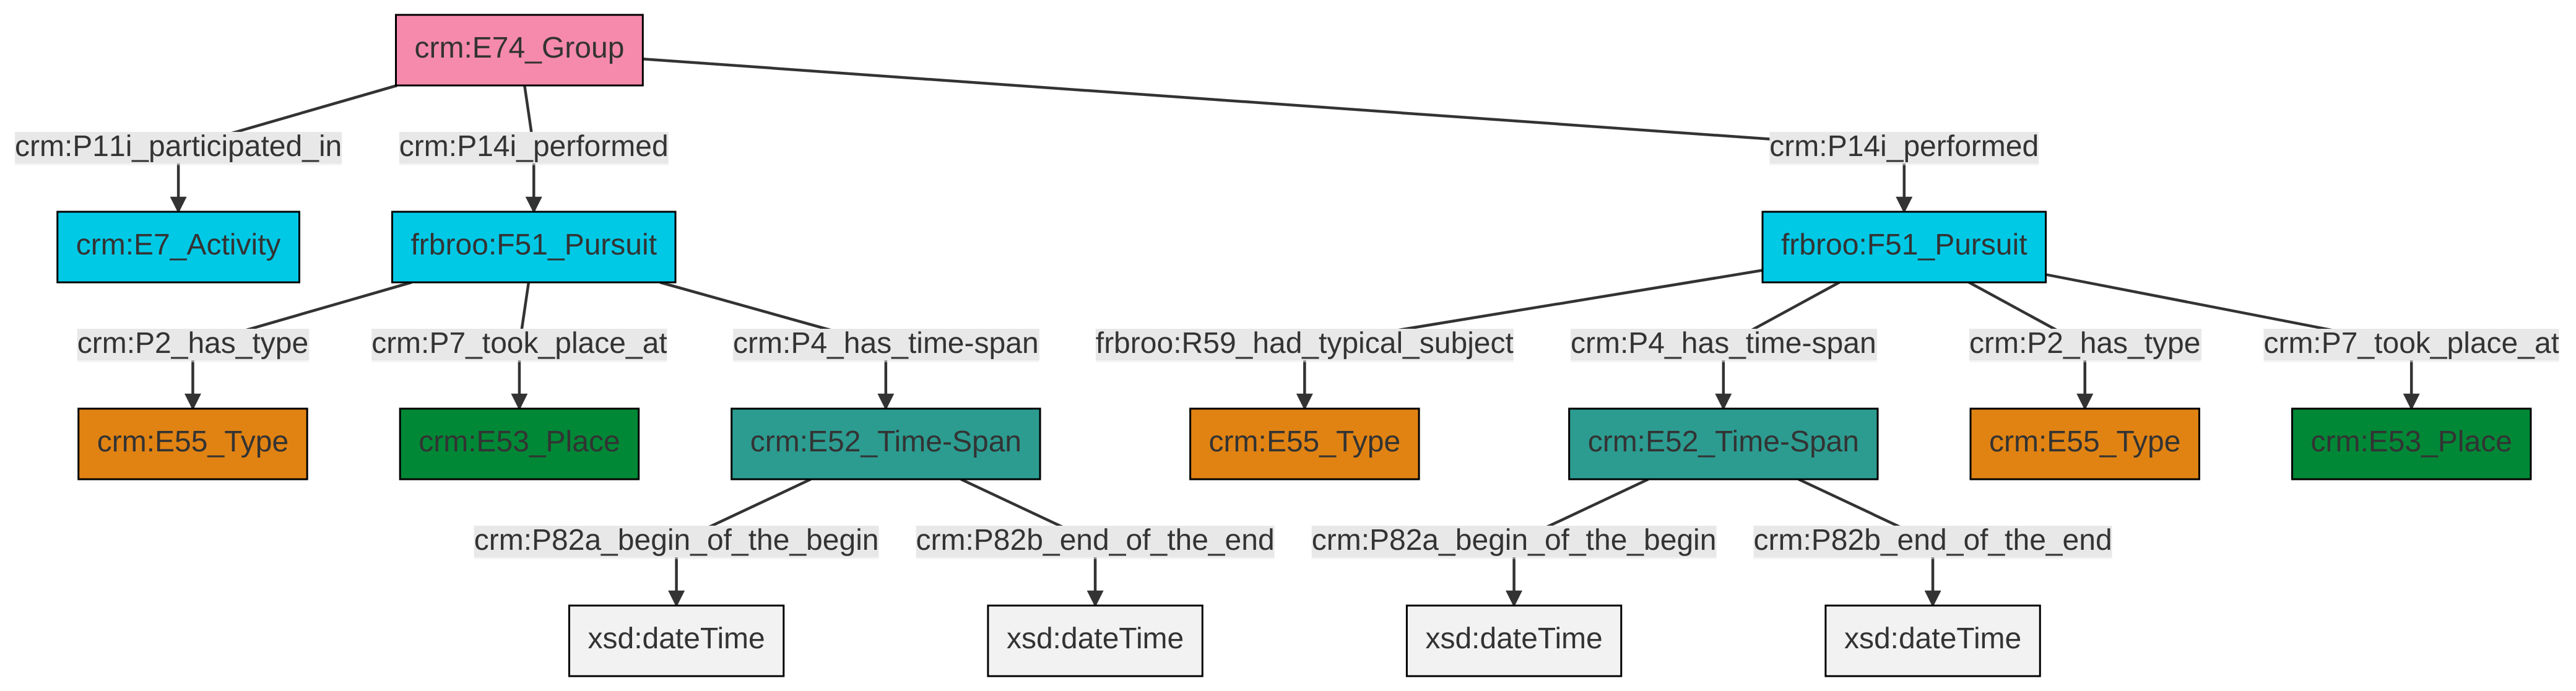 crm:E74_Group
crm:P11i_participated_in
crm:P14i_performed
crm:P14i_performed
crm:E7_Activity
frbroo:F51_Pursuit
frbroo:F51_Pursuit
crm:P2_has_type
crm:P7_took_place_at
crm:P4_has_time-span
frbroo:R59_had_typical_subject
crm:P4_has_time-span
crm:P2_has_type
crm:P7_took_place_at
crm:E55_Type
crm:E53_Place
crm:E52_Time-Span
crm:E55_Type
crm:E52_Time-Span
crm:E55_Type
crm:E53_Place
crm:P82a_begin_of_the_begin
crm:P82b_end_of_the_end
crm:P82a_begin_of_the_begin
crm:P82b_end_of_the_end
xsd:dateTime
xsd:dateTime
xsd:dateTime
xsd:dateTime